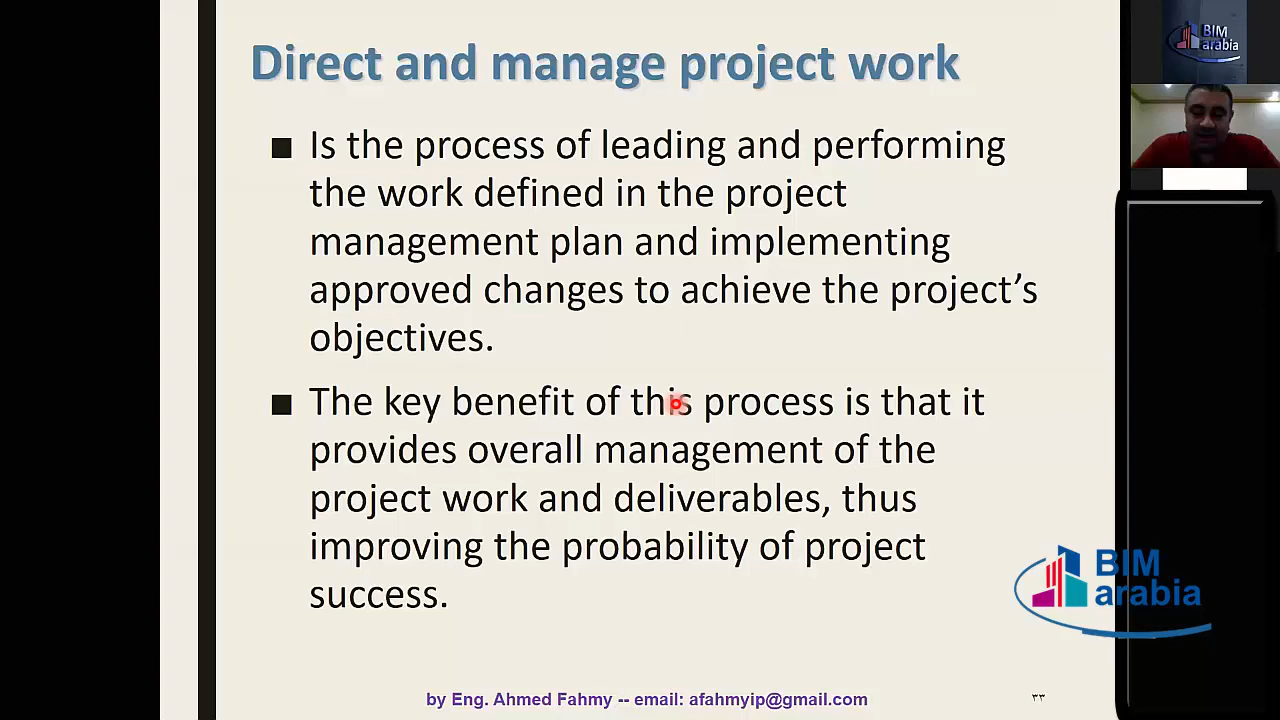 Direct and manage project work
■ Is the process of leading and performing
the work defined in the project
management plan and implementing
approved changes to achieve the project’s
objectives.
■ The key benefit of this process is that it
provides overall management of the
project work and deliverables, thus
improving the probability of project
success.
by Eng. Ahmed Fahmy -- email: afahmyip@gmail.com
٣٣
BIM
arabia
BIM
arabia